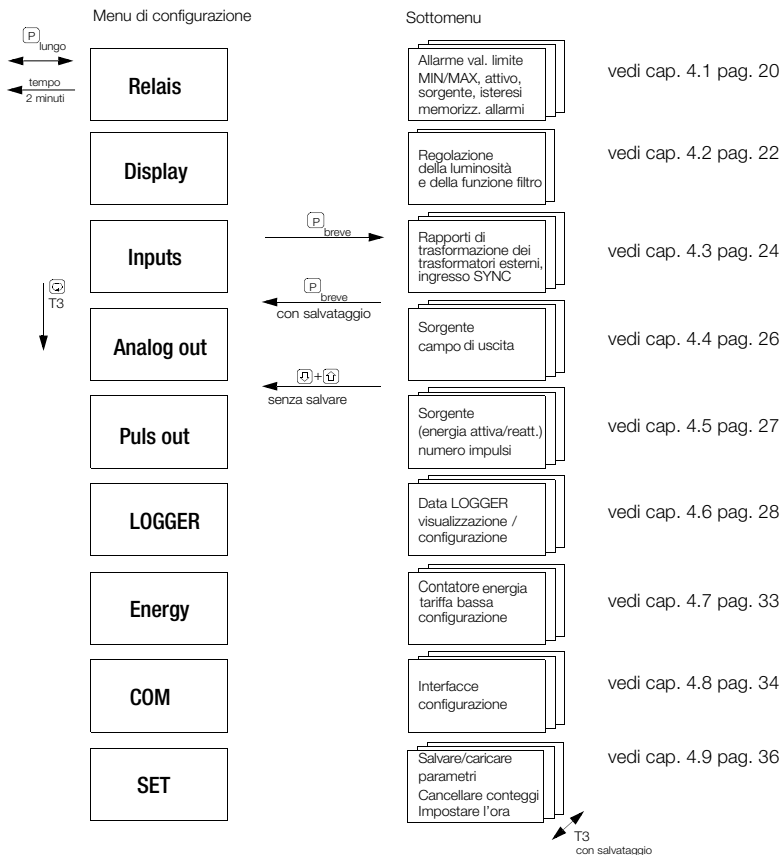 Menu di configurazione
Sottomenu
P
lungo
tempo
2 minuti
Relais
Allarme val. limite
MIN/MAX, attivo,
sorgente, isteresi
memorizz. allarmi
vedi cap. 4.1 pag. 20
Display
Regolazione
della luminosità
e della funzione filtro
vedi cap. 4.2 pag. 22
Inputs
P
breve
Rapporti di
trasformazione dei
trasformatori esterni,
ingresso SYNC
vedi cap. 4.3 pag. 24
T3
P
breve
con salvataggio
Analog out
Sorgente
campo di uscita
vedi cap. 4.4 pag. 26
+
senza salvare
Puls out
Sorgente
(energia attiva/reatt.)
numero impulsi
vedi cap. 4.5 pag. 27
LOGGER
Data LOGGER
visualizzazione /
configurazione
vedi cap. 4.6 pag. 28
Energy
Contatore energia
tariffa bassa
configurazione
vedi cap. 4.7 pag. 33
COM
Interfacce
configurazione
vedi cap. 4.8 pag. 34
SET
Salvare/caricare
parametri
Cancellare conteggi
Impostare l'ora
vedi cap. 4.9 pag. 36
T3
con salvataggio